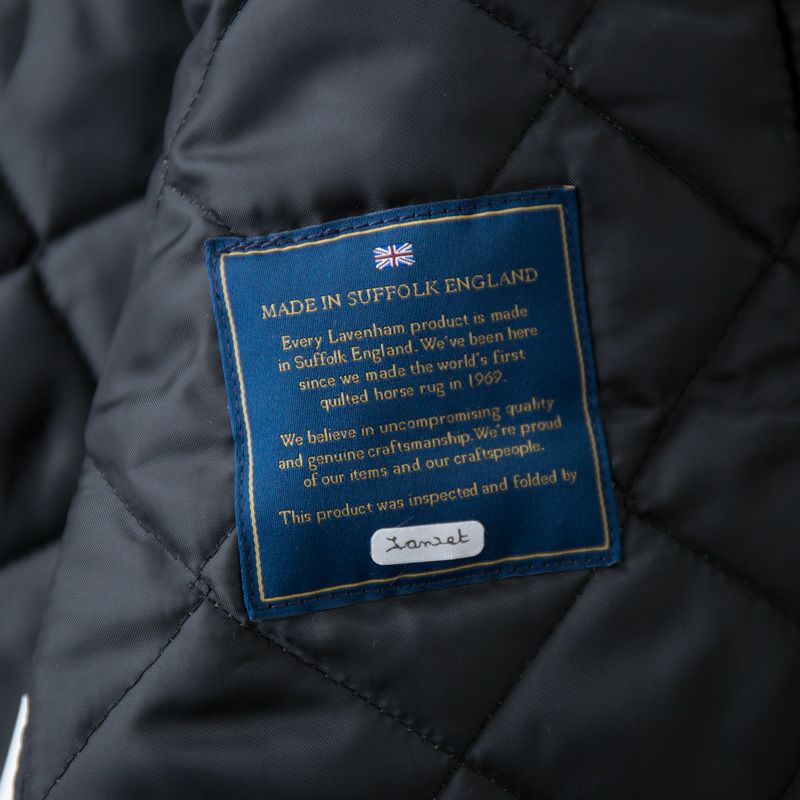 MADE IN SUFFOLK ENGLAND
Every Lavenham product is made
in Suffolk England. We've been here
since we made the world's first
quilted horse rug in 1969.
We believe in uncompromising quality
and genuine craftsmanship. We're proud
of our items and our craftspeople.
This product was inspected and folded by